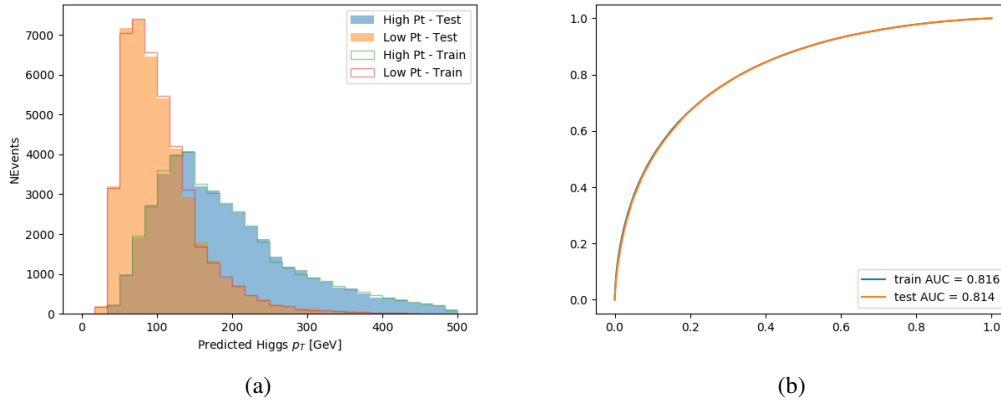 High Pt - Test
Low Pt - Test
High Pt - Train
Low Pt - Train
7000
6000
5000
4000
3000
2000
1000
0
NEvents
0 100 200 300 400 500
Predicted Higgs $p_T$ [GeV]
(a)
1.0
0.8
0.6
0.4
0.2
0.0
train AUC = 0.816
test AUC = 0.814
0.0 0.2 0.4 0.6 0.8 1.0
(b)